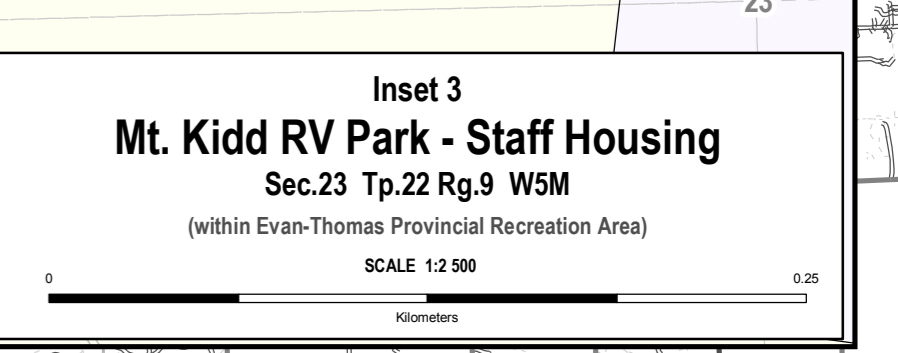 23
Inset 3
Mt. Kidd RV Park - Staff Housing
Sec.23 Tp.22 Rg.9 W5M
(within Evan-Thomas Provincial Recreation Area)
SCALE 1:2 500
0 0.25
Kilometers